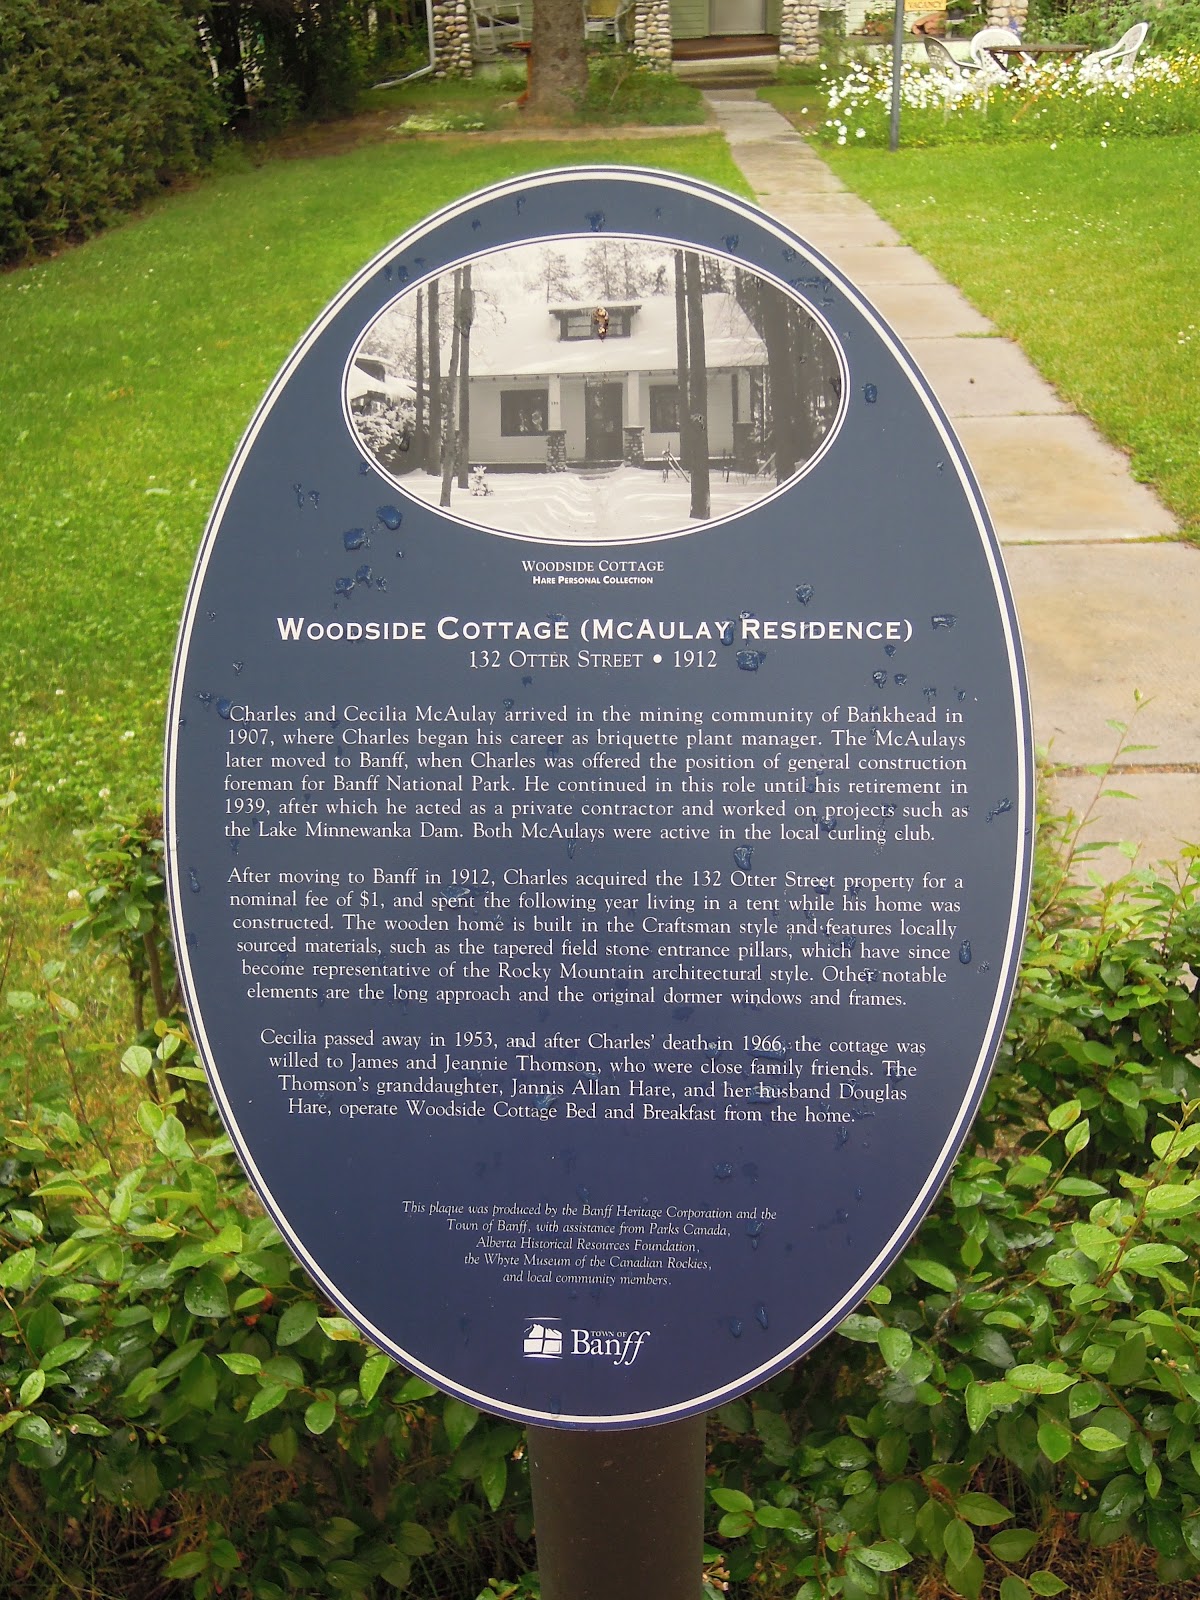 VACANCY
WOODSIDE COTTAGE
HARE PERSONAL COLLECTION
WOODSIDE COTTAGE (MCAULAY RESIDENCE)
132 OTTER STREET • 1912
Charles and Cecilia McAulay arrived in the mining community of Bankhead in
1907, where Charles began his career as briquette plant manager. The McAulays
later moved to Banff, when Charles was offered the position of general construction
foreman for Banff National Park. He continued in this role until his retirement in
1939, after which he acted as a private contractor and worked on projects such as
the Lake Minnewanka Dam. Both McAulays were active in the local curling club.
After moving to Banff in 1912, Charles acquired the 132 Otter Street property for a
nominal fee of $1, and spent the following year living in a tent while his home was
constructed. The wooden home is built in the Craftsman style and features locally
sourced materials, such as the tapered field stone entrance pillars, which have since
become representative of the Rocky Mountain architectural style. Other notable
elements are the long approach and the original dormer windows and frames.
Cecilia passed away in 1953, and after Charles' death in 1966, the cottage was
willed to James and Jeannie Thomson, who were close family friends. The
Thomson's granddaughter, Jannis Allan Hare, and her husband Douglas
Hare, operate Woodside Cottage Bed and Breakfast from the home.
This plaque was produced by the Banff Heritage Corporation and the
Town of Banff, with assistance from Parks Canada,
Alberta Historical Resources Foundation,
the Whyte Museum of the Canadian Rockies,
and local community members.
TOWN OF
Banff